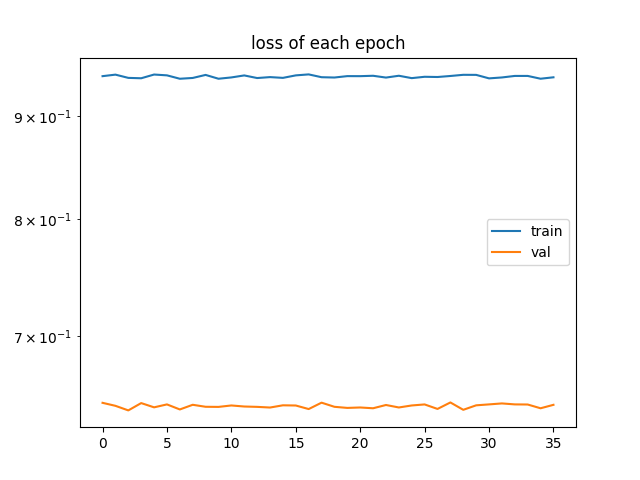 loss of each epoch
9 × 10⁻¹
8 × 10⁻¹
7 × 10⁻¹
train
val
0 5 10 15 20 25 30 35